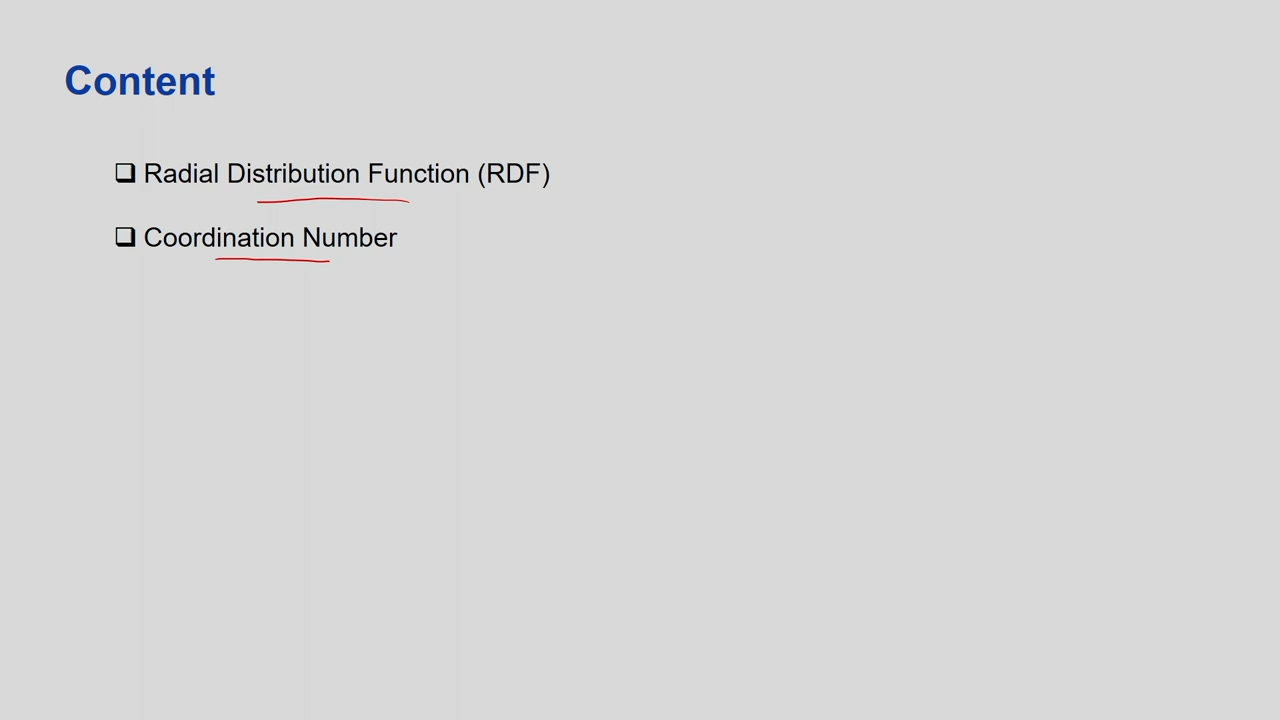 Content
❑ Radial Distribution Function (RDF)
❑ Coordination Number